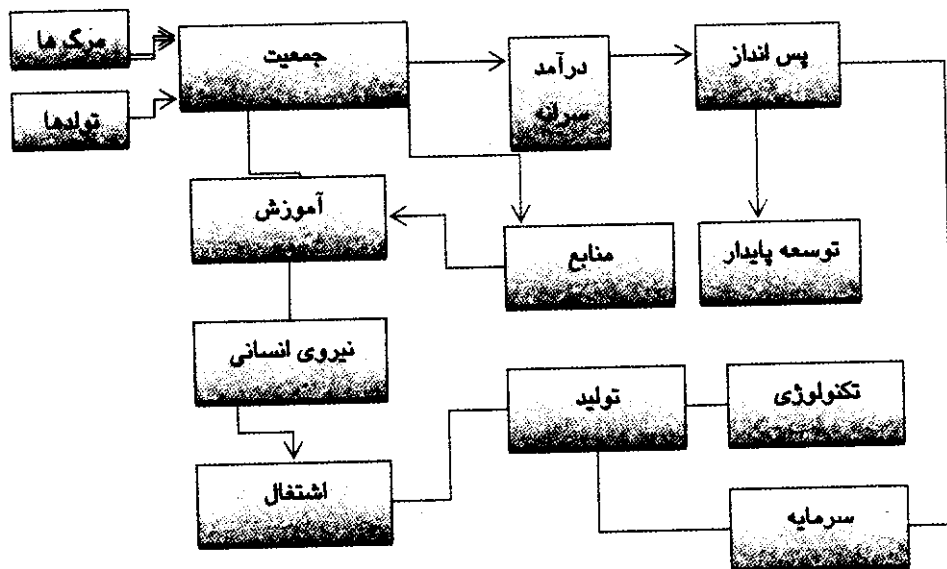 مرگ ها
جمعیت
درآمد
سرانه
پس انداز
تولدها
آموزش
منابع
توسعه پایدار
نیروی انسانی
تولید
تکنولوژی
اشتغال
سرمایه